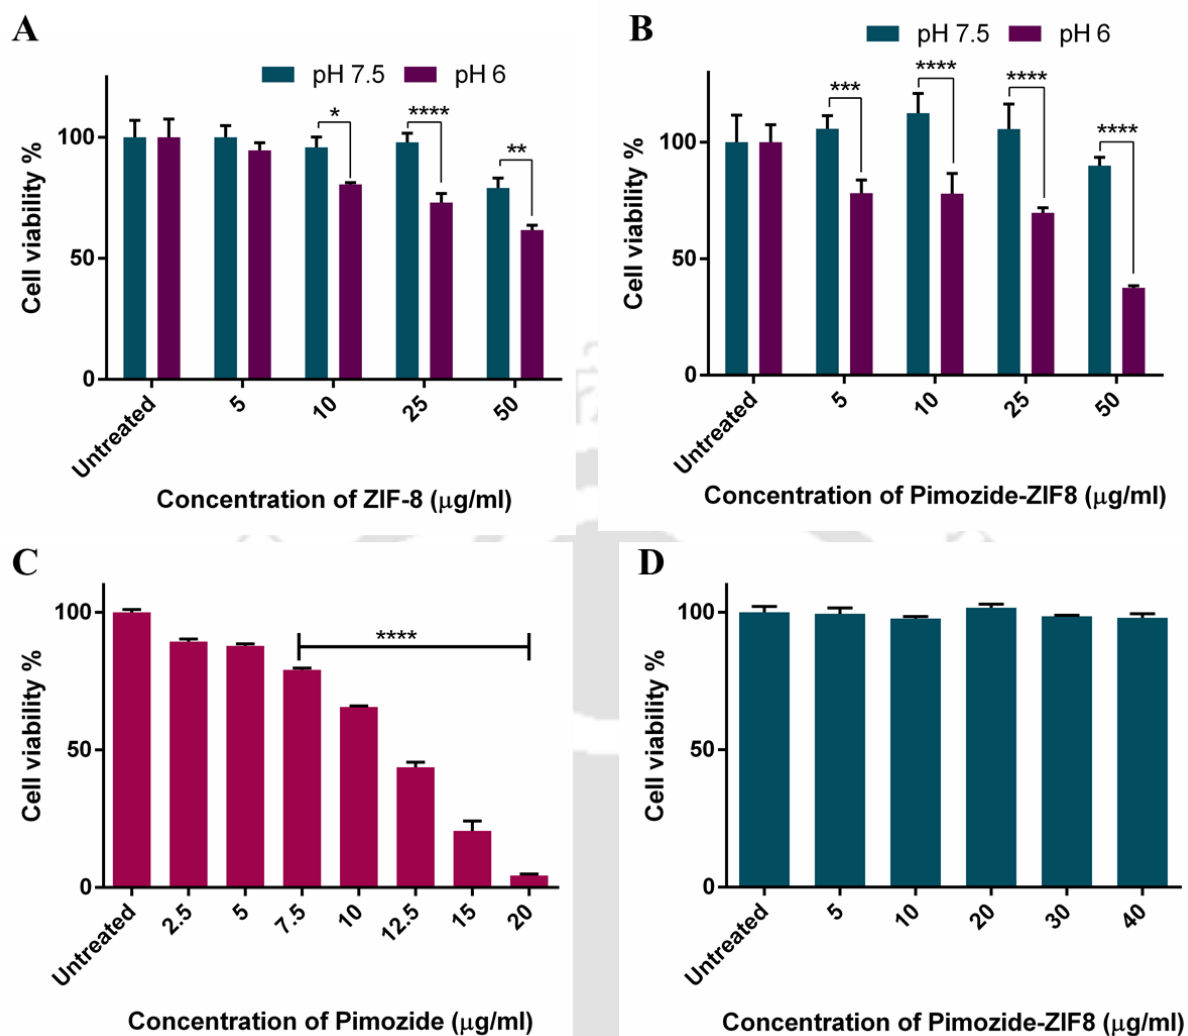 A
pH 7.5 pH 6
* **** **
Cell viability %
100
50
0
Untreated 5 10 25 50
Concentration of ZIF-8 (μg/ml)
B
pH 7.5 pH 6
*** **** **** ****
Cell viability %
100
50
0
Untreated 5 10 25 50
Concentration of Pimozide-ZIF8 (μg/ml)
C
****
Cell viability %
100
50
0
Untreated 2.5 5 7.5 10 12.5 15 20
Concentration of Pimozide (μg/ml)
D
Cell viability %
100
50
0
Untreated 5 10 20 30 40
Concentration of Pimozide-ZIF8 (μg/ml)